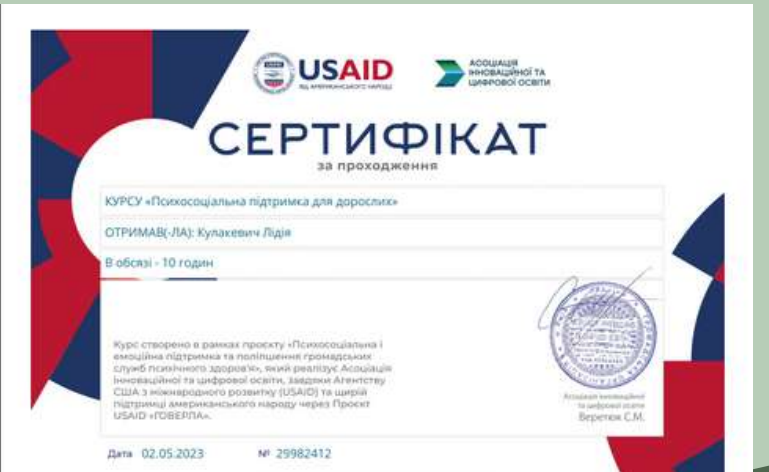 USAID
ВІД АМЕРИКАНСЬКОГО НАРОДУ
АСОЦІАЦІЯ
ІННОВАЦІЙНОЇ ТА
ЦИФРОВОЇ ОСВІТИ
СЕРТИФІКАТ
за проходження
КУРСУ «Психосоціальна підтримка для дорослих»
ОТРИМАВ(-ЛА): Кулакевич Лідія
В обсязі - 10 годин
Курс створено в рамках проєкту «Психосоціальна і
емоційна підтримка та поліпшення громадських
служб психічного здоров'я», який реалізує Асоціація
інноваційної та цифрової освіти, завдяки Агентству
США з міжнародного розвитку (USAID) та щирій
підтримці американського народу через Проєкт
USAID «ГОВЕРЛА».
Асоціація інноваційної
та цифрової освіти
Веретюк С.М.
Дата 02.05.2023 № 29982412